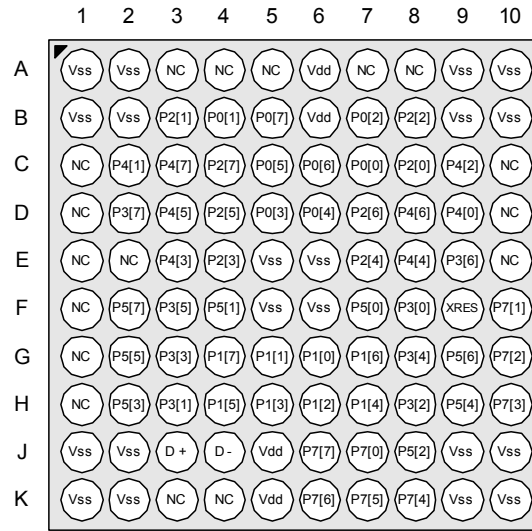 1 2 3 4 5 6 7 8 9 10
A Vss Vss NC NC NC Vdd NC NC Vss Vss
B Vss Vss P2[1] P0[1] P0[7] Vdd P0[2] P2[2] Vss Vss
C NC P4[1] P4[7] P2[7] P0[5] P0[6] P0[0] P2[0] P4[2] NC
D NC P3[7] P4[5] P2[5] P0[3] P0[4] P2[6] P4[6] P4[0] NC
E NC NC P4[3] P2[3] Vss Vss P2[4] P4[4] P3[6] NC
F NC P5[7] P3[5] P5[1] Vss Vss P5[0] P3[0] XRES P7[1]
G NC P5[5] P3[3] P1[7] P1[1] P1[0] P1[6] P3[4] P5[6] P7[2]
H NC P5[3] P3[1] P1[5] P1[3] P1[2] P1[4] P3[2] P5[4] P7[3]
J Vss Vss D + D - Vdd P7[7] P7[0] P5[2] Vss Vss
K Vss Vss NC NC Vdd P7[6] P7[5] P7[4] Vss Vss